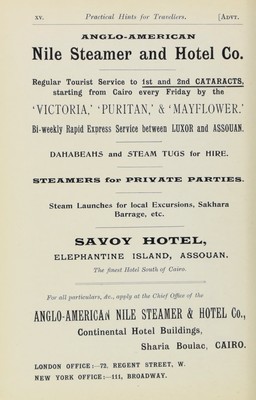 xv. Practical Hints for Travellers. [ADVT.
ANGLO-AMERICAN
Nile Steamer and Hotel Co.
Regular Tourist Service to 1st and 2nd CATARACTS,
starting from Cairo every Friday by the
'VICTORIA,' 'PURITAN,' & 'MAYFLOWER.'
Bi-weekly Rapid Express Service between LUXOR and ASSOUAN.
DAHABEAHS and STEAM TUGS for HIRE.
STEAMERS for PRIVATE PARTIES.
Steam Launches for local Excursions, Sakhara
Barrage, etc.
SAVOY HOTEL,
ELEPHANTINE ISLAND, ASSOUAN.
The finest Hotel South of Cairo.
For all particulars, &c., apply at the Chief Office of the
ANGLO-AMERICAN NILE STEAMER & HOTEL Co.,
Continental Hotel Buildings,
Sharia Boulac, CAIRO.
LONDON OFFICE:—72, REGENT STREET, W.
NEW YORK OFFICE:—111, BROADWAY.